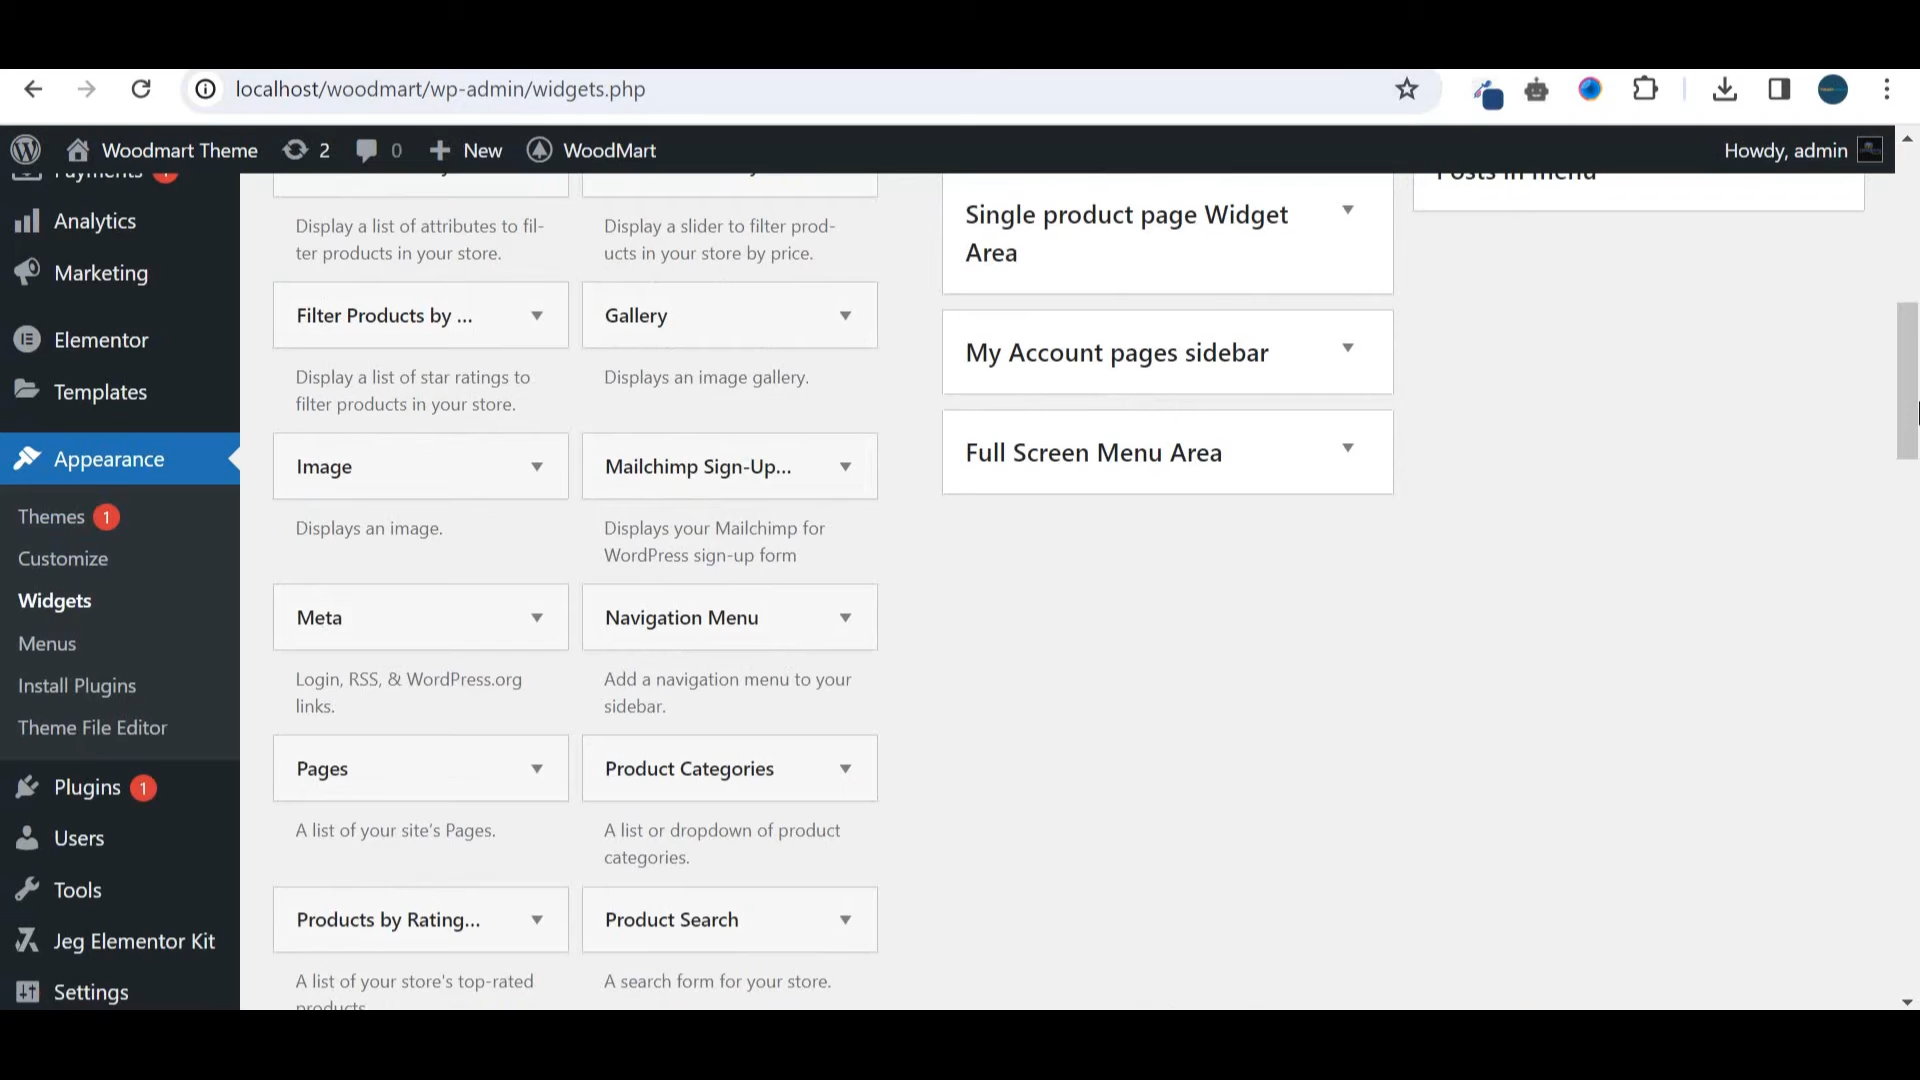 localhost/woodmart/wp-admin/widgets.php
Woodmart Theme 2 0 New WoodMart Howdy, admin
Payments
Analytics
Marketing
Elementor
Templates
Appearance
Themes 1
Customize
Widgets
Menus
Install Plugins
Theme File Editor
Plugins 1
Users
Tools
Jeg Elementor Kit
Settings
Display a list of attributes to fil-
ter products in your store.
Display a slider to filter prod-
ucts in your store by price.
Filter Products by ...
Gallery
Display a list of star ratings to
filter products in your store.
Displays an image gallery.
Image
Mailchimp Sign-Up...
Displays an image.
Displays your Mailchimp for
WordPress sign-up form
Meta
Navigation Menu
Login, RSS, & WordPress.org
links.
Add a navigation menu to your
sidebar.
Pages
Product Categories
A list of your site's Pages.
A list or dropdown of product
categories.
Products by Rating...
Product Search
A list of your store's top-rated
products
A search form for your store.
Single product page Widget
Area
My Account pages sidebar
Full Screen Menu Area
Posts in menu